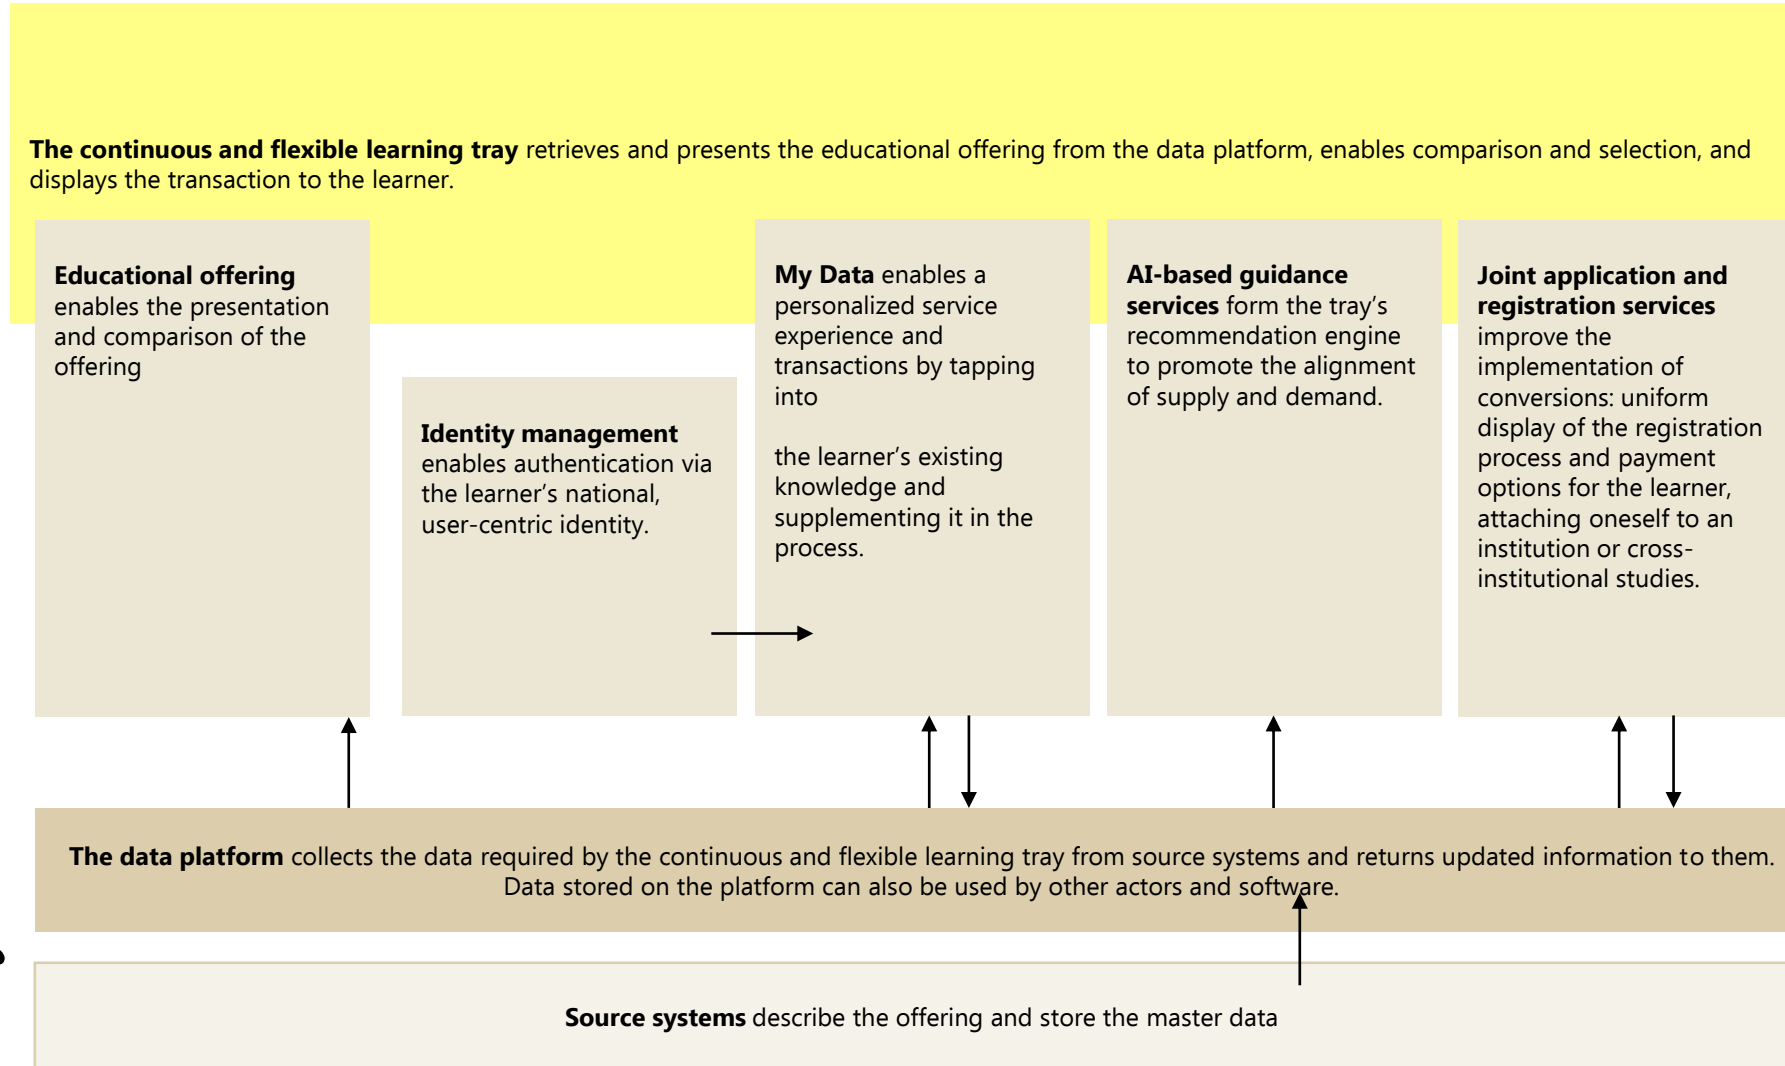 The continuous and flexible learning tray retrieves and presents the educational offering from the data platform, enables comparison and selection, and
displays the transaction to the learner.
Educational offering
enables the presentation
and comparison of the
offering
Identity management
enables authentication via
the learner’s national,
user-centric identity.
My Data enables a
personalized service
experience and
transactions by tapping
into
the learner’s existing
knowledge and
supplementing it in the
process.
AI-based guidance
services form the tray’s
recommendation engine
to promote the alignment
of supply and demand.
Joint application and
registration services
improve the
implementation of
conversions: uniform
display of the registration
process and payment
options for the learner,
attaching oneself to an
institution or cross-
institutional studies.
The data platform collects the data required by the continuous and flexible learning tray from source systems and returns updated information to them.
Data stored on the platform can also be used by other actors and software.
Source systems describe the offering and store the master data